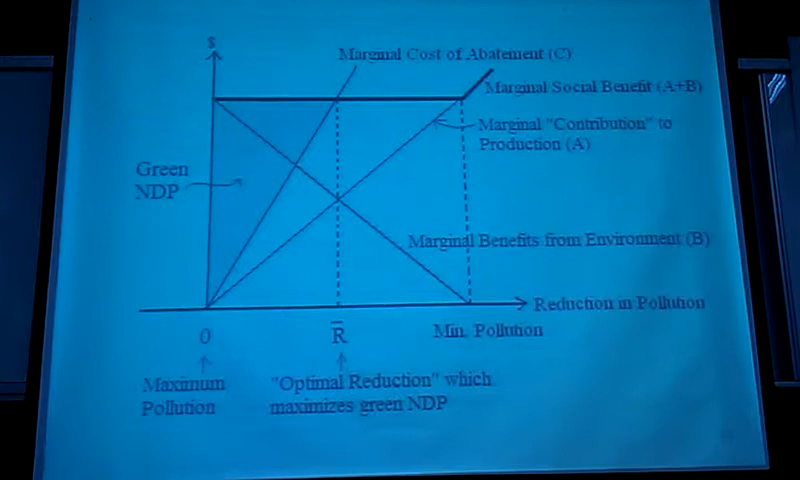 $
Marginal Cost of Abatement (C)
Marginal Social Benefit (A+B)
Marginal "Contribution" to
Production (A)
Green
NDP
Marginal Benefits from Environment (B)
Reduction in Pollution
0
R̅
Min. Pollution
Maximum
Pollution
"Optimal Reduction" which
maximizes green NDP